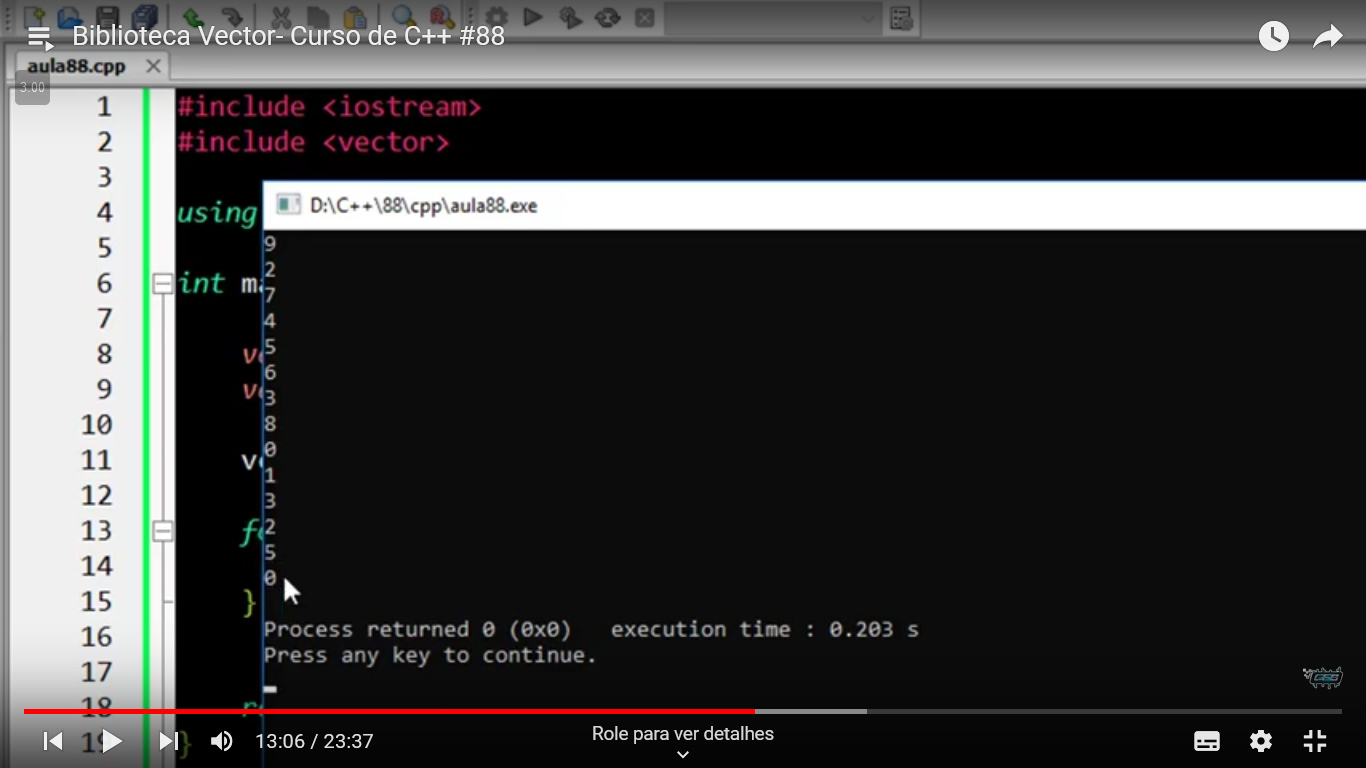 Biblioteca Vector- Curso de C++ #88
aula88.cpp
3.00
1 #include <iostream>
2 #include <vector>
3
4 using
5
6 int ma
7
8 ve
9 ve
10
11 ve
12
13 fo
14
15 }
16
17
18 re
19 }
D:\C++\88\cpp\aula88.exe
9
2
7
4
5
6
3
8
0
1
3
2
5
0
Process returned 0 (0x0) execution time : 0.203 s
Press any key to continue.
CFBG
13:06 / 23:37
Role para ver detalhes